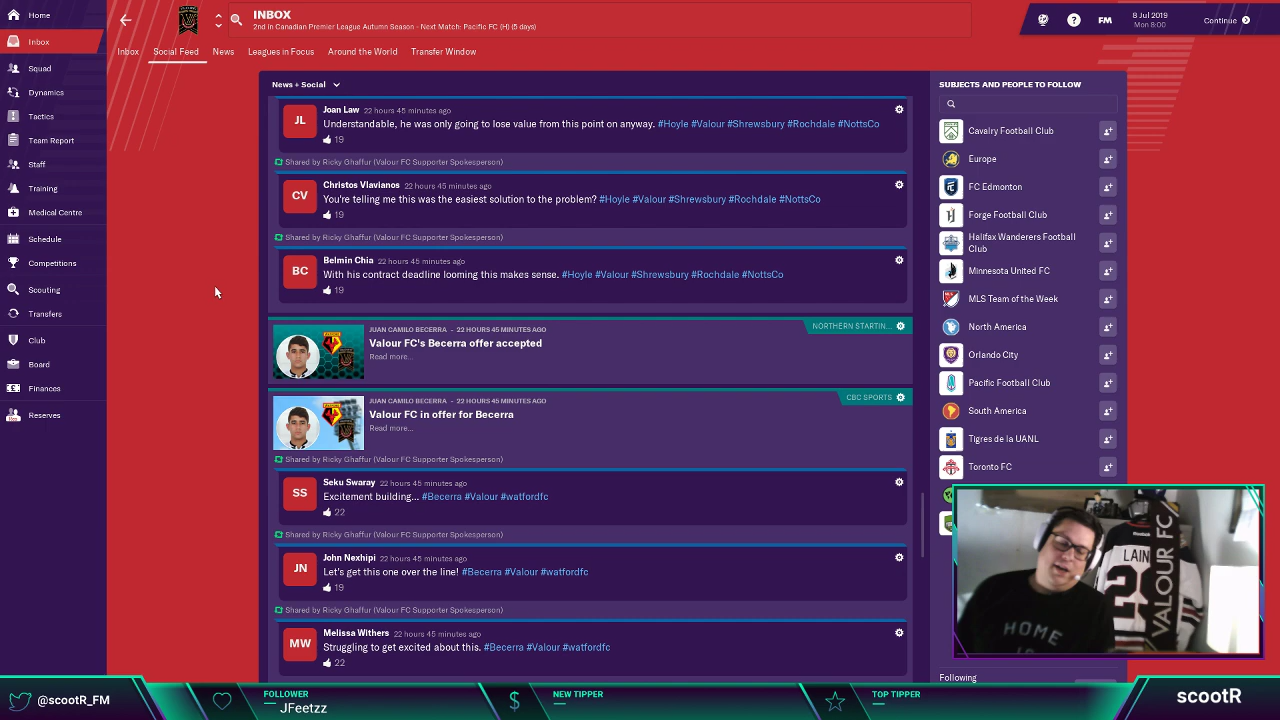 Home
Inbox
Squad
Dynamics
Tactics
Team Report
Staff
Training
Medical Centre
Schedule
Competitions
Scouting
Transfers
Club
Board
Finances
Reserves
INBOX
2nd in Canadian Premier League Autumn Season - Next Match: Pacific FC (H) (5 days)
FM
8 Jul 2019
Mon 8:00
Continue
Inbox
Social Feed
News
Leagues in Focus
Around the World
Transfer Window
News + Social
JL
Joan Law 22 hours 45 minutes ago
Understandable, he was only going to lose value from this point on anyway. #Hoyle #Valour #Shrewsbury #Rochdale #NottsCo
19
Shared by Ricky Ghaffur (Valour FC Supporter Spokesperson)
CV
Christos Vlavianos 22 hours 45 minutes ago
You're telling me this was the easiest solution to the problem? #Hoyle #Valour #Shrewsbury #Rochdale #NottsCo
19
Shared by Ricky Ghaffur (Valour FC Supporter Spokesperson)
BC
Belmin Chia 22 hours 45 minutes ago
With his contract deadline looming this makes sense. #Hoyle #Valour #Shrewsbury #Rochdale #NottsCo
19
JUAN CAMILO BECERRA - 22 HOURS 45 MINUTES AGO
NORTHERN STARTIN...
Valour FC's Becerra offer accepted
Read more...
JUAN CAMILO BECERRA - 22 HOURS 45 MINUTES AGO
CBC SPORTS
Valour FC in offer for Becerra
Read more...
Shared by Ricky Ghaffur (Valour FC Supporter Spokesperson)
SS
Seku Swaray 22 hours 45 minutes ago
Excitement building... #Becerra #Valour #watfordfc
22
Shared by Ricky Ghaffur (Valour FC Supporter Spokesperson)
JN
John Nexhipi 22 hours 45 minutes ago
Let's get this one over the line! #Becerra #Valour #watfordfc
19
Shared by Ricky Ghaffur (Valour FC Supporter Spokesperson)
MW
Melissa Withers 22 hours 45 minutes ago
Struggling to get excited about this. #Becerra #Valour #watfordfc
22
SUBJECTS AND PEOPLE TO FOLLOW
Cavalry Football Club
Europe
FC Edmonton
Forge Football Club
Halifax Wanderers Football
Club
Minnesota United FC
MLS Team of the Week
North America
Orlando City
Pacific Football Club
South America
Tigres de la UANL
Toronto FC
Following
LAIN
VALOUR FC
HOME
@scootR_FM
FOLLOWER
JFeetzz
NEW TIPPER
TOP TIPPER
scootR